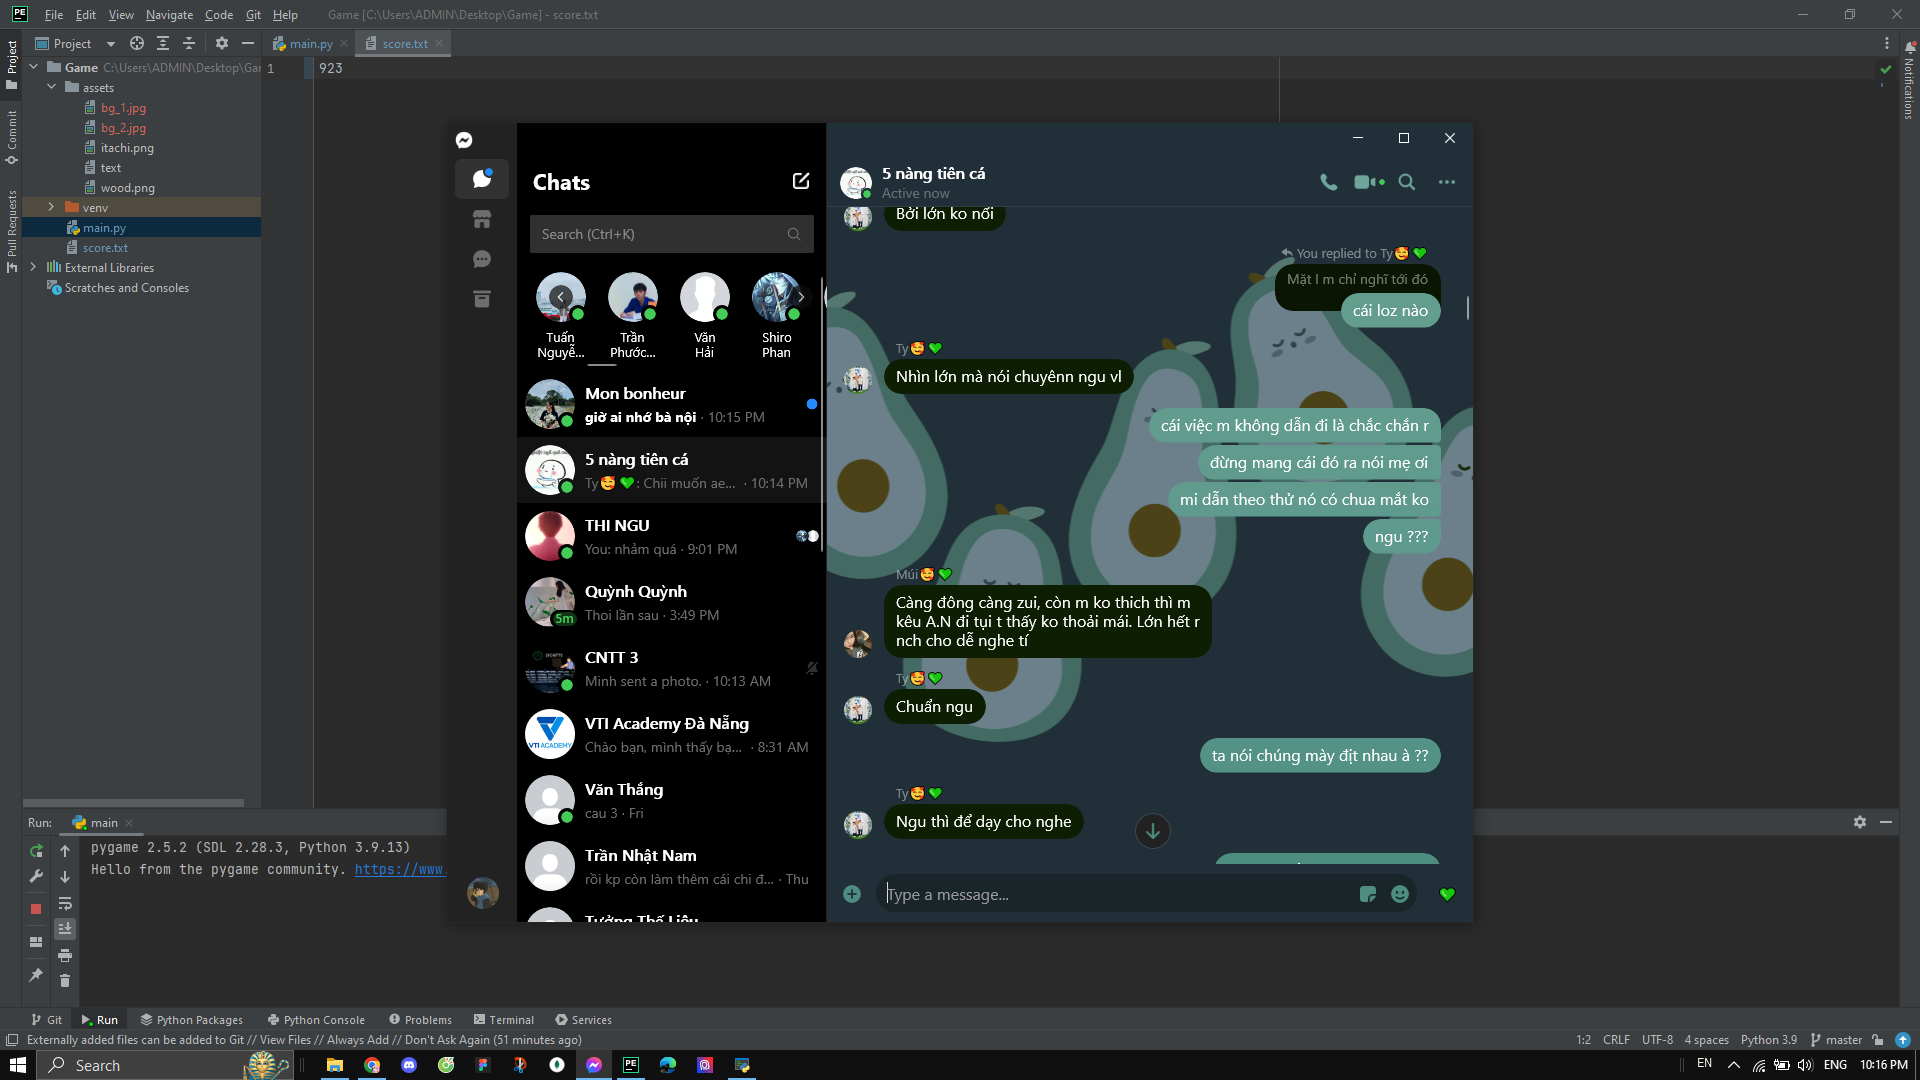 File Edit View Navigate Code Git Help Game [C:\Users\ADMIN\Desktop\Game] - score.txt
Project main.py score.txt
Project
Commit
Pull Requests
Notifications
Game C:\Users\ADMIN\Desktop\Gar
assets
bg_1.jpg
bg_2.jpg
itachi.png
text
wood.png
venv
main.py
score.txt
External Libraries
Scratches and Consoles
1 923
Chats
Search (Ctrl+K)
Tuấn Nguyễ...
Trần Phước...
Văn Hải
Shiro Phan
Mon bonheur
giờ ai nhớ bà nội · 10:15 PM
5 nàng tiên cá
Ty🥰 💚: Chii muốn ae... · 10:14 PM
THI NGU
You: nhảm quá · 9:01 PM
Quỳnh Quỳnh
Thoi lần sau · 3:49 PM
5m
CNTT 3
Minh sent a photo. · 10:13 AM
VTI Academy Đà Nẵng
Chào bạn, mình thấy bạ... · 8:31 AM
VTI ACADEMY
Văn Thắng
cau 3 · Fri
Trần Nhật Nam
rồi kp còn làm thêm cái chi đ... · Thu
Tưởng Thế Liêu
5 nàng tiên cá
Active now
Bởi lớn ko nổi
You replied to Ty🥰 💚
Mặt l m chỉ nghĩ tới đó
cái loz nào
Ty🥰 💚
Nhìn lớn mà nói chuyênn ngu vl
cái việc m không dẫn đi là chắc chắn r
đừng mang cái đó ra nói mẹ ơi
mi dẫn theo thử nó có chua mắt ko
ngu ???
Múi🥰 💚
Càng đông càng zui, còn m ko thich thì m
kêu A.N đi tụi t thấy ko thoải mái. Lớn hết r
nch cho dễ nghe tí
Ty🥰 💚
Chuẩn ngu
ta nói chúng mày địt nhau à ??
Ty🥰 💚
Ngu thì để dạy cho nghe
Type a message...
Run: main
pygame 2.5.2 (SDL 2.28.3, Python 3.9.13)
Hello from the pygame community. https://www.
Git Run Python Packages Python Console Problems Terminal Services
Externally added files can be added to Git // View Files // Always Add // Don't Ask Again (51 minutes ago)
1:2 CRLF UTF-8 4 spaces Python 3.9 master
Search
EN ENG 10:16 PM